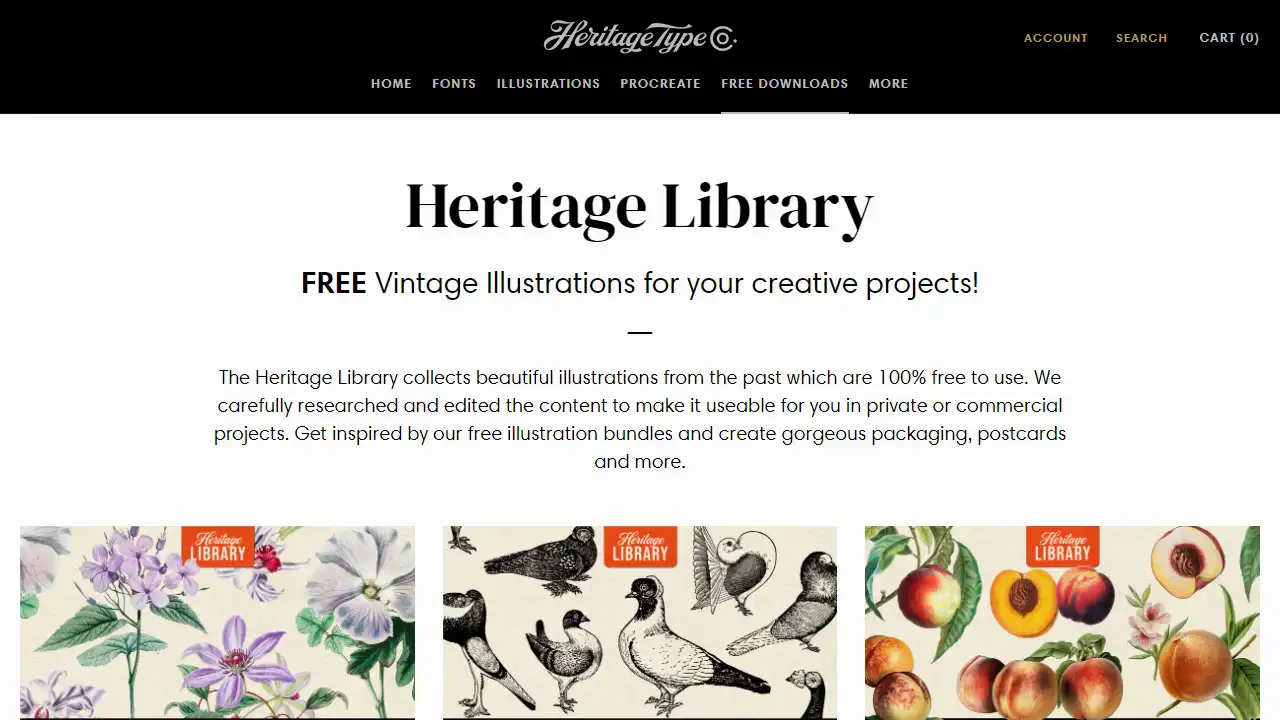 Heritage Type Co.
ACCOUNT SEARCH CART (0)
HOME FONTS ILLUSTRATIONS PROCREATE FREE DOWNLOADS MORE
Heritage Library
FREE Vintage Illustrations for your creative projects!
The Heritage Library collects beautiful illustrations from the past which are 100% free to use. We
carefully researched and edited the content to make it useable for you in private or commercial
projects. Get inspired by our free illustration bundles and create gorgeous packaging, postcards
and more.
Heritage
LIBRARY
Heritage
LIBRARY
Heritage
LIBRARY